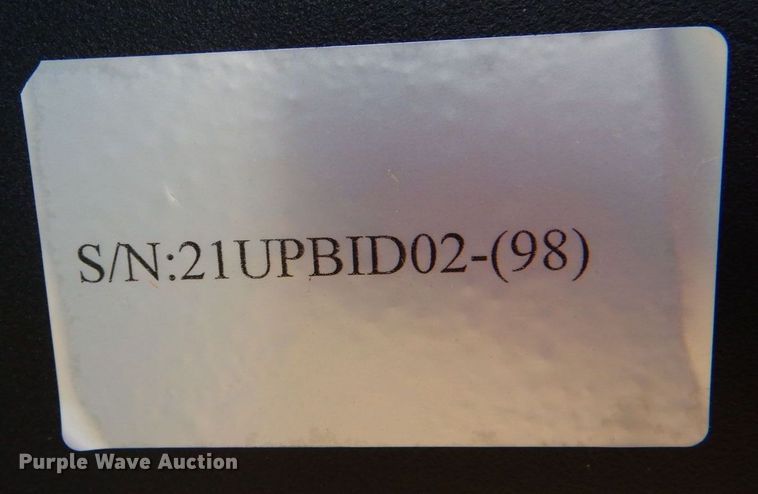 S/N:21UPBID02-(98)
Purple Wave Auction